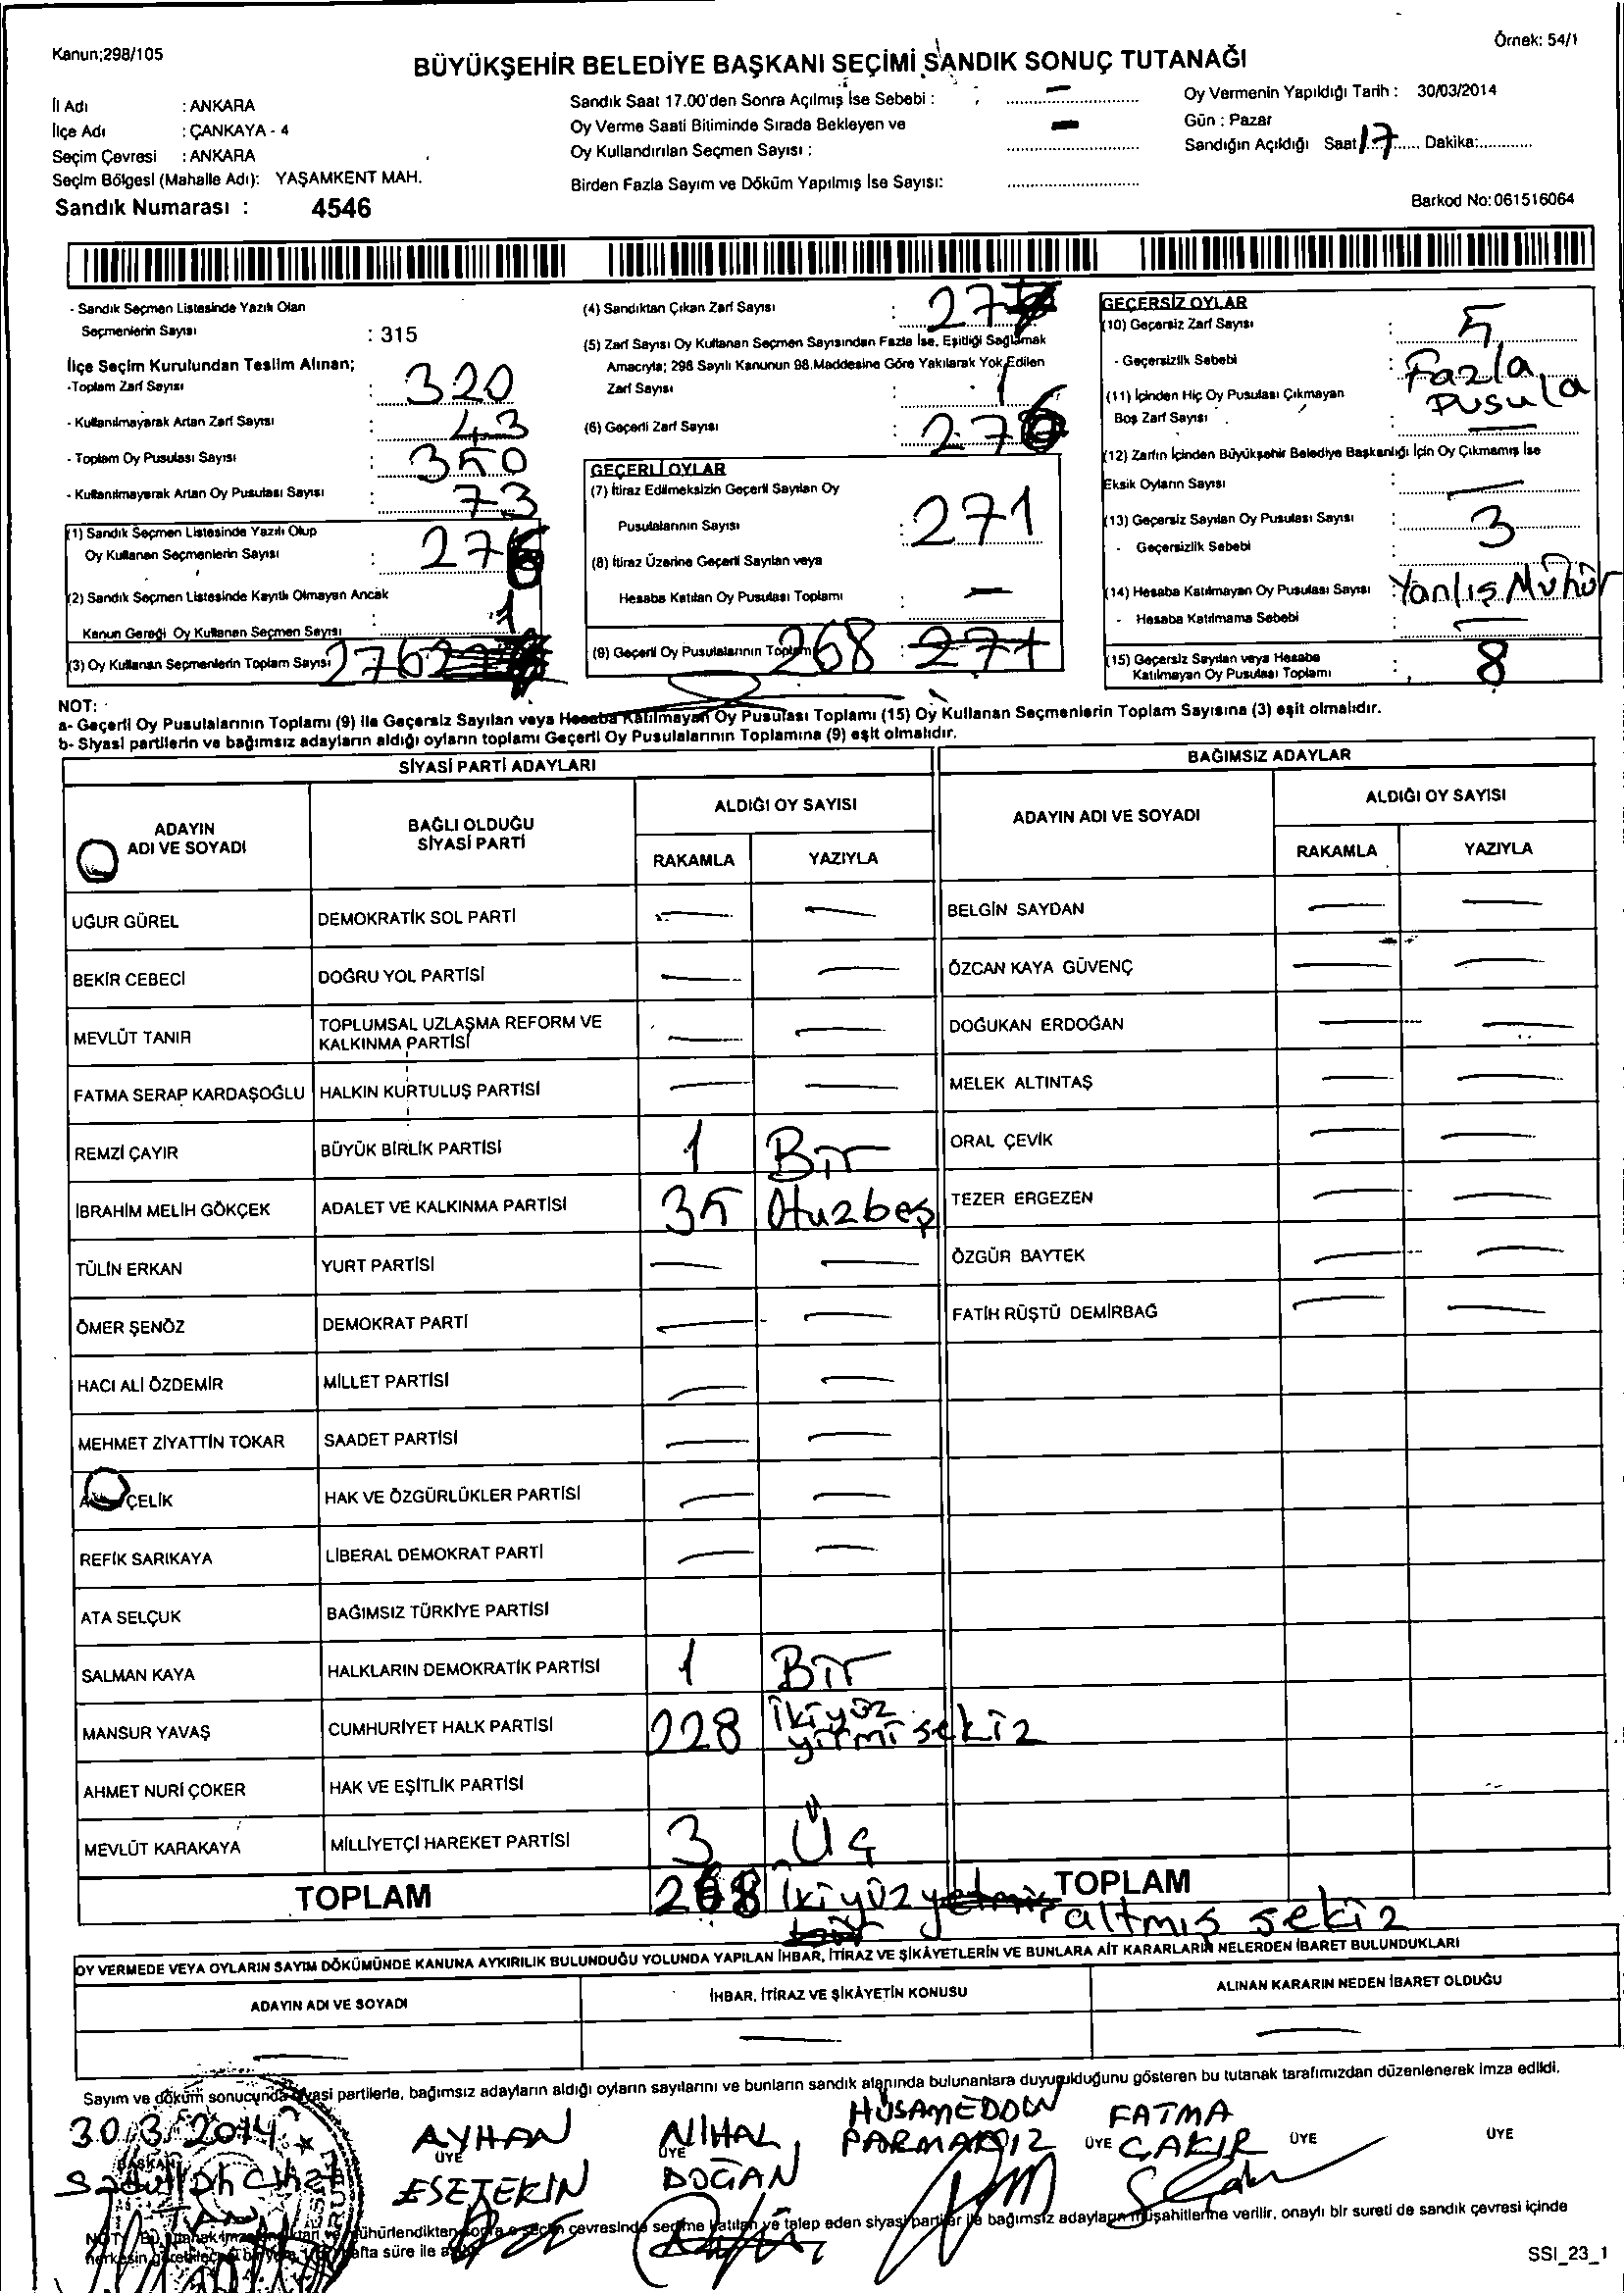 Kanun;298/105
Örnek: 54/1
BÜYÜKŞEHİR BELEDİYE BAŞKANI SEÇİMİ SANDIK SONUÇ TUTANAĞI
İl Adı : ANKARA
İlçe Adı : ÇANKAYA - 4
Seçim Çevresi : ANKARA
Seçim Bölgesi (Mahalle Adı): YAŞAMKENT MAH.
Sandık Numarası : 4546
Sandık Saat 17.00'den Sonra Açılmış İse Sebebi : —
Oy Verme Saati Bitiminde Sırada Bekleyen ve —
Oy Kullandırılan Seçmen Sayısı :
Birden Fazla Sayım ve Döküm Yapılmış İse Sayısı:
Oy Vermenin Yapıldığı Tarih : 30/03/2014
Gün : Pazar
Sandığın Açıldığı Saat 17 Dakika:
Barkod No: 061516064
- Sandık Seçmen Listesinde Yazılı Olan
Seçmenlerin Sayısı : 315
İlçe Seçim Kurulundan Teslim Alınan;
-Toplam Zarf Sayısı : 320
- Kullanılmayarak Artan Zarf Sayısı : 43
- Toplam Oy Pusulası Sayısı : 350
- Kullanılmayarak Artan Oy Pusulası Sayısı : 73
(1) Sandık Seçmen Listesinde Yazılı Olup
Oy Kullanan Seçmenlerin Sayısı : 276
(2) Sandık Seçmen Listesinde Kayıtlı Olmayan Ancak
Kanun Gereği Oy Kullanan Seçmen Sayısı : 1
(3) Oy Kullanan Seçmenlerin Toplam Sayısı 276
(4) Sandıktan Çıkan Zarf Sayısı : 27
(5) Zarf Sayısı Oy Kullanan Seçmen Sayısından Fazla İse, Eşitliği Sağlamak
Amacıyla; 298 Sayılı Kanunun 98.Maddesine Göre Yakılarak Yok Edilen
Zarf Sayısı : 1
(6) Geçerli Zarf Sayısı : 276
GEÇERLİ OYLAR
(7) İtiraz Edilmeksizin Geçerli Sayılan Oy
Pusulalarının Sayısı : 271
(8) İtiraz Üzerine Geçerli Sayılan veya
Hesaba Katılan Oy Pusulası Toplamı : —
(9) Geçerli Oy Pusulalarının Toplamı 268 : 271
GEÇERSİZ OYLAR
(10) Geçersiz Zarf Sayısı : 5
- Geçersizlik Sebebi : Fazla
Pusula
(11) İçinden Hiç Oy Pusulası Çıkmayan
Boş Zarf Sayısı : —
(12) Zarfın İçinden Büyükşehir Belediye Başkanlığı İçin Oy Çıkmamış İse
Eksik Oyların Sayısı : —
(13) Geçersiz Sayılan Oy Pusulası Sayısı : 3
- Geçersizlik Sebebi :
(14) Hesaba Katılmayan Oy Pusulası Sayısı : Yanlış Mühür
- Hesaba Katılmama Sebebi : —
(15) Geçersiz Sayılan veya Hesaba
Katılmayan Oy Pusulası Toplamı : 8
NOT:
a- Geçerli Oy Pusulalarının Toplamı (9) ile Geçersiz Sayılan veya Hesaba Katılmayan Oy Pusulası Toplamı (15) Oy Kullanan Seçmenlerin Toplam Sayısına (3) eşit olmalıdır.
b- Siyasi partilerin ve bağımsız adayların aldığı oyların toplamı Geçerli Oy Pusulalarının Toplamına (9) eşit olmalıdır.
SİYASİ PARTİ ADAYLARI
BAĞIMSIZ ADAYLAR
ADAYIN
ADI VE SOYADI
BAĞLI OLDUĞU
SİYASİ PARTİ
ALDIĞI OY SAYISI
RAKAMLA YAZIYLA
ADAYIN ADI VE SOYADI
ALDIĞI OY SAYISI
RAKAMLA YAZIYLA
UĞUR GÜREL DEMOKRATİK SOL PARTİ — — BELGİN SAYDAN — —
BEKİR CEBECİ DOĞRU YOL PARTİSİ — — ÖZCAN KAYA GÜVENÇ — —
MEVLÜT TANIR TOPLUMSAL UZLAŞMA REFORM VE
KALKINMA PARTİSİ — — DOĞUKAN ERDOĞAN — —
FATMA SERAP KARDAŞOĞLU HALKIN KURTULUŞ PARTİSİ — — MELEK ALTINTAŞ — —
REMZİ ÇAYIR BÜYÜK BİRLİK PARTİSİ 1 Bir ORAL ÇEVİK — —
İBRAHİM MELİH GÖKÇEK ADALET VE KALKINMA PARTİSİ 35 Otuzbeş TEZER ERGEZEN — —
TÜLİN ERKAN YURT PARTİSİ — — ÖZGÜR BAYTEK — —
ÖMER ŞENÖZ DEMOKRAT PARTİ — — FATİH RÜŞTÜ DEMİRBAĞ — —
HACI ALİ ÖZDEMİR MİLLET PARTİSİ — —
MEHMET ZİYATTİN TOKAR SAADET PARTİSİ — —
ÇELİK HAK VE ÖZGÜRLÜKLER PARTİSİ — —
REFİK SARIKAYA LİBERAL DEMOKRAT PARTİ — —
ATA SELÇUK BAĞIMSIZ TÜRKİYE PARTİSİ
SALMAN KAYA HALKLARIN DEMOKRATİK PARTİSİ 1 Bir
MANSUR YAVAŞ CUMHURİYET HALK PARTİSİ 228 İkiyüz
yirmi sekiz
AHMET NURİ ÇOKER HAK VE EŞİTLİK PARTİSİ
MEVLÜT KARAKAYA MİLLİYETÇİ HAREKET PARTİSİ 3 Üç
TOPLAM 268 İkiyüz yetmiş TOPLAM
altmış sekiz
OY VERMEDE VEYA OYLARIN SAYIM DÖKÜMÜNDE KANUNA AYKIRILIK BULUNDUĞU YOLUNDA YAPILAN İHBAR, İTİRAZ VE ŞİKÂYETLERİN VE BUNLARA AİT KARARLARIN NELERDEN İBARET BULUNDUKLARI
ADAYIN ADI VE SOYADI İHBAR, İTİRAZ VE ŞİKÂYETİN KONUSU ALINAN KARARIN NEDEN İBARET OLDUĞU
— — —
Sayım ve döküm sonucunda siyasi partilerle, bağımsız adayların aldığı oyların sayılarını ve bunların sandık alanında bulunanlara duyurulduğunu gösteren bu tutanak tarafımızdan düzenlenerek imza edildi.
30/3/2014
BAŞKAN
AYHAN
ÜYE
ESETEKİN
NİHAL
ÜYE
DOĞAN
HÜSAMEDDİN
PARMAKSIZ
FATMA
ÜYE ÇAKIR
ÜYE
ÜYE
çevresinde seçime katılan ve talep eden siyasi partiler ile bağımsız adayların müşahitlerine verilir, onaylı bir sureti de sandık çevresi içinde
hafta süre ile
SSI_23_1